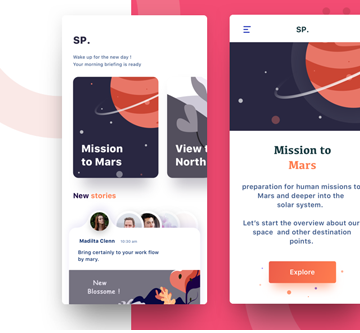 SP.
Wake up for the new day !
Your morning briefing is ready
Mission
to Mars
View t
North
New stories
Madilta Glenn 10:00 am
Bring certainly to your work flow
by mary.
New
Blossome !
SP.
Mission to
Mars
preparation for human missions to
Mars and deeper into the
solar system.
Let's start the overview about our
space and other destination
points.
Explore